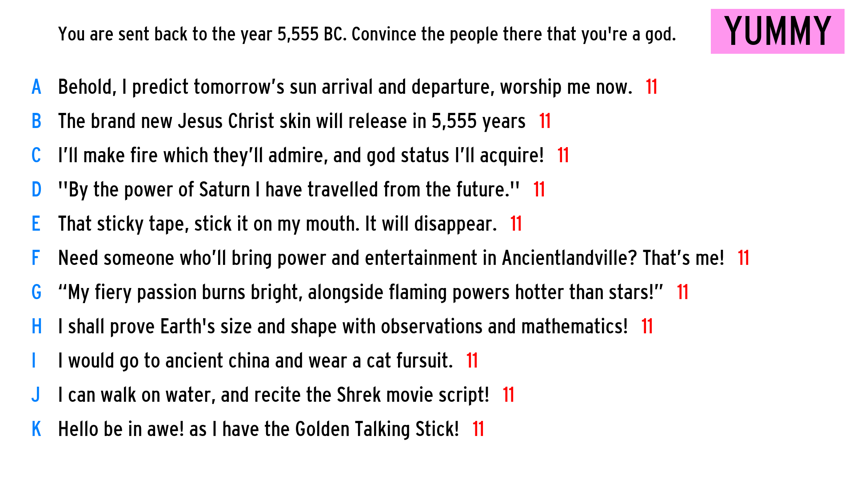 You are sent back to the year 5,555 BC. Convince the people there that you're a god.
YUMMY
A Behold, I predict tomorrow’s sun arrival and departure, worship me now. 11
B The brand new Jesus Christ skin will release in 5,555 years 11
C I’ll make fire which they’ll admire, and god status I’ll acquire! 11
D "By the power of Saturn I have travelled from the future." 11
E That sticky tape, stick it on my mouth. It will disappear. 11
F Need someone who’ll bring power and entertainment in Ancientlandville? That’s me! 11
G “My fiery passion burns bright, alongside flaming powers hotter than stars!” 11
H I shall prove Earth's size and shape with observations and mathematics! 11
I I would go to ancient china and wear a cat fursuit. 11
J I can walk on water, and recite the Shrek movie script! 11
K Hello be in awe! as I have the Golden Talking Stick! 11